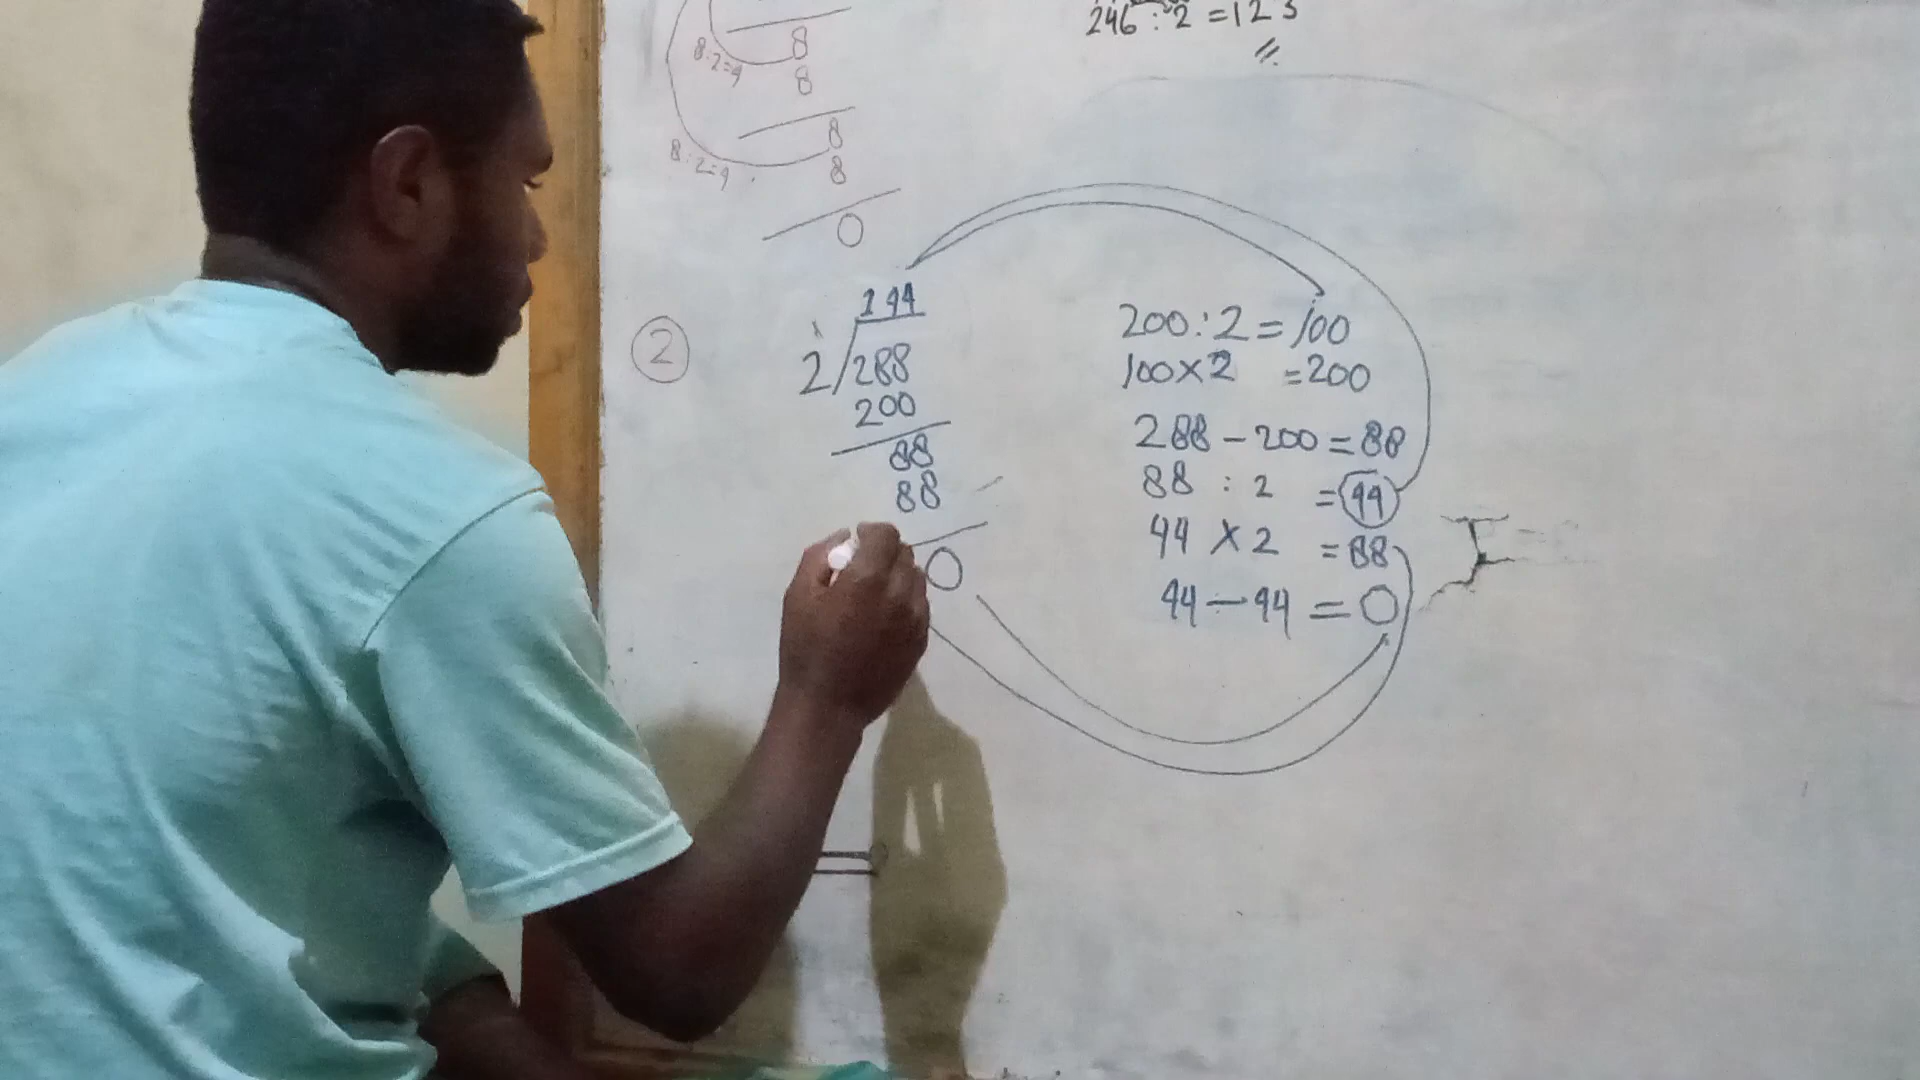 246 : 2 = 123
8
8:2=4
8
8
8:2=4
8
0
2
144
2 288
200
88
88
0
200 : 2 = 100
100 x 2 = 200
288 - 200 = 88
88 : 2 = 44
44 x 2 = 88
44 - 44 = 0